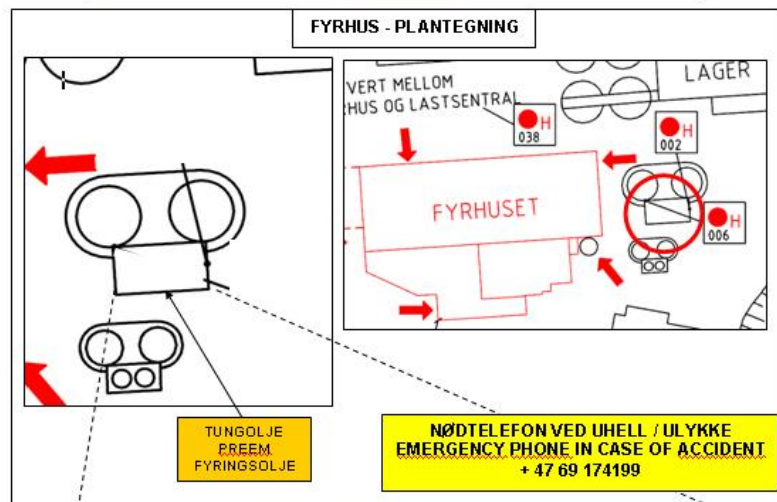 FYRHUS - PLANTEGNING
VERT MELLOM
RHUS OG LASTSENTRAL
H
038
LAGER
H
002
FYRHUSET
H
006
TUNGOLJE
PREEM
FYRINGSOLJE
NØDTELEFON VED UHELL / ULYKKE
EMERGENCY PHONE IN CASE OF ACCIDENT
+ 47 69 174199